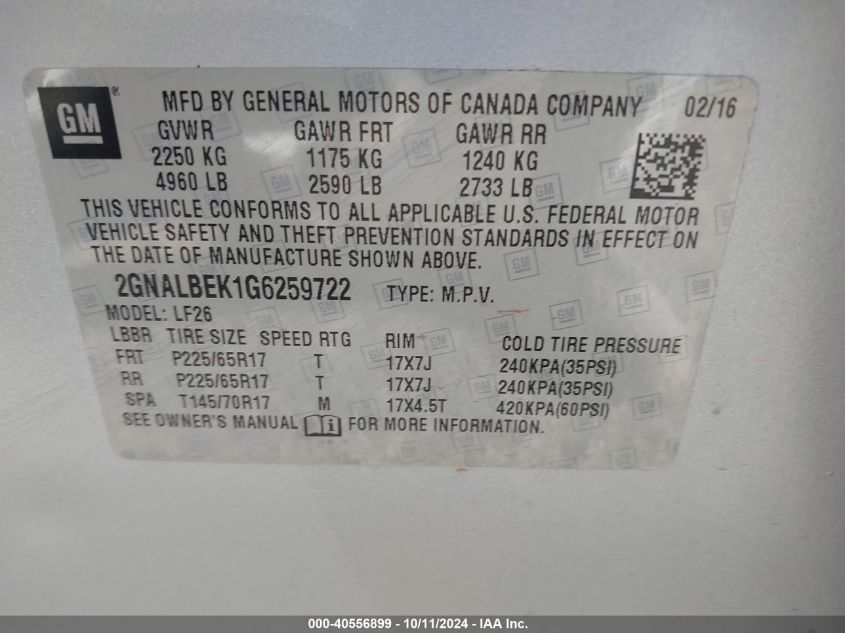 GM ® MFD BY GENERAL MOTORS OF CANADA COMPANY 02/16
GVWR GAWR FRT GAWR RR
2250 KG 1175 KG 1240 KG
4960 LB 2590 LB 2733 LB
THIS VEHICLE CONFORMS TO ALL APPLICABLE U.S. FEDERAL MOTOR
VEHICLE SAFETY AND THEFT PREVENTION STANDARDS IN EFFECT ON
THE DATE OF MANUFACTURE SHOWN ABOVE.
2GNALBEK1G6259722 TYPE: M.P.V.
MODEL: LF26
LBBR TIRE SIZE SPEED RTG RIM COLD TIRE PRESSURE
FRT P225/65R17 T 17X7J 240KPA(35PSI)
RR P225/65R17 T 17X7J 240KPA(35PSI)
SPA T145/70R17 M 17X4.5T 420KPA(60PSI)
SEE OWNER'S MANUAL FOR MORE INFORMATION.
000-40556899 - 10/11/2024 - IAA Inc.